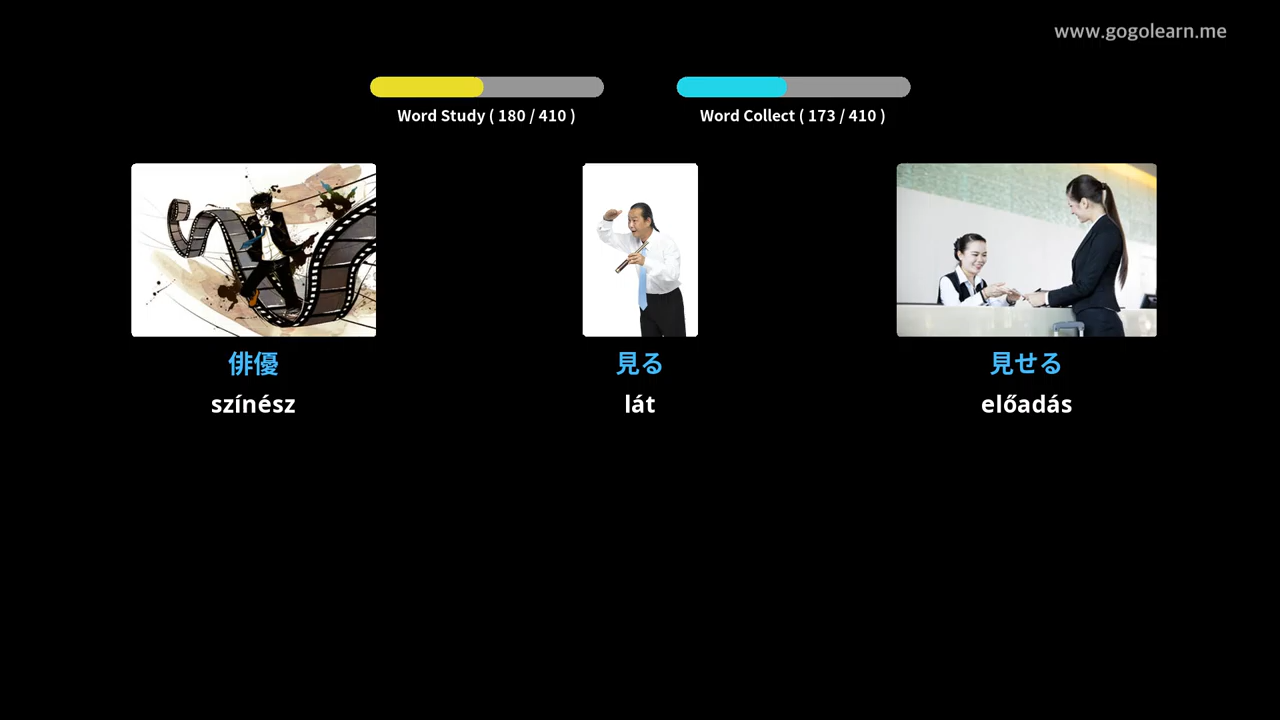 www.gogolearn.me
Word Study ( 180 / 410 )
Word Collect ( 173 / 410 )
俳優
見る
見せる
színész
lát
előadás